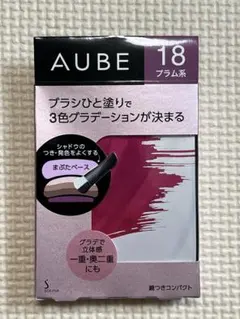 AUBE
18
プラム系
ブラシひと塗りで
3色グラデーションが決まる
シャドウの
つき・発色をよくする
まぶたベース
グラデで
立体感
一重・奥二重
にも
S
鏡つきコンパクト